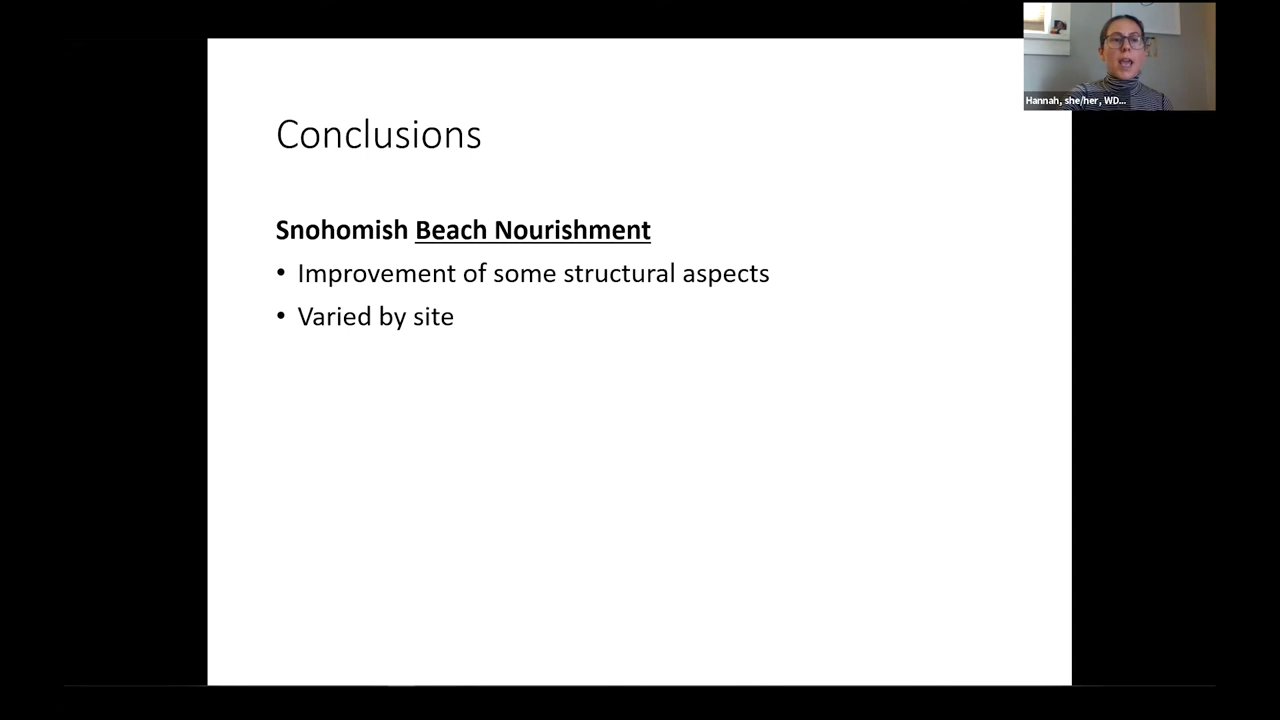 Hannah, she/her, WD...
Conclusions
Snohomish Beach Nourishment
• Improvement of some structural aspects
• Varied by site